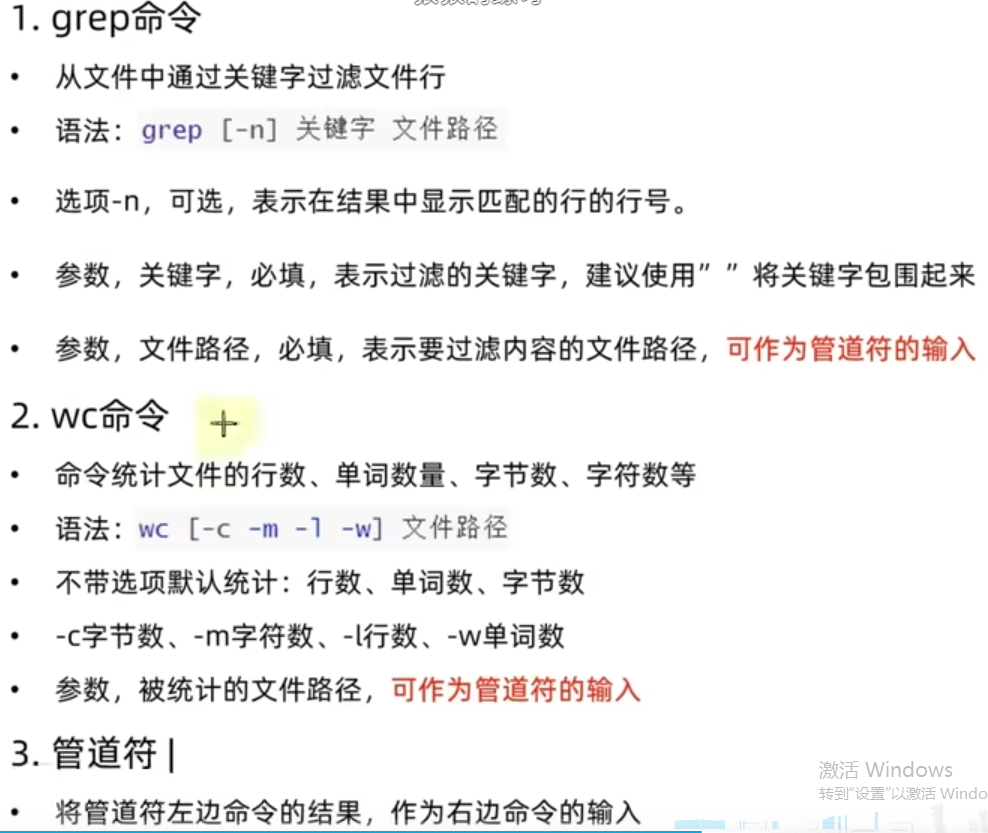 1. grep命令
• 从文件中通过关键字过滤文件行
• 语法：grep [-n] 关键字 文件路径
• 选项-n，可选，表示在结果中显示匹配的行的行号。
• 参数，关键字，必填，表示过滤的关键字，建议使用” ”将关键字包围起来
• 参数，文件路径，必填，表示要过滤内容的文件路径，可作为管道符的输入
2. wc命令
• 命令统计文件的行数、单词数量、字节数、字符数等
• 语法：wc [-c -m -l -w] 文件路径
• 不带选项默认统计：行数、单词数、字节数
• -c字节数、-m字符数、-l行数、-w单词数
• 参数，被统计的文件路径，可作为管道符的输入
3. 管道符 |
• 将管道符左边命令的结果，作为右边命令的输入
激活 Windows
转到“设置”以激活 Windo